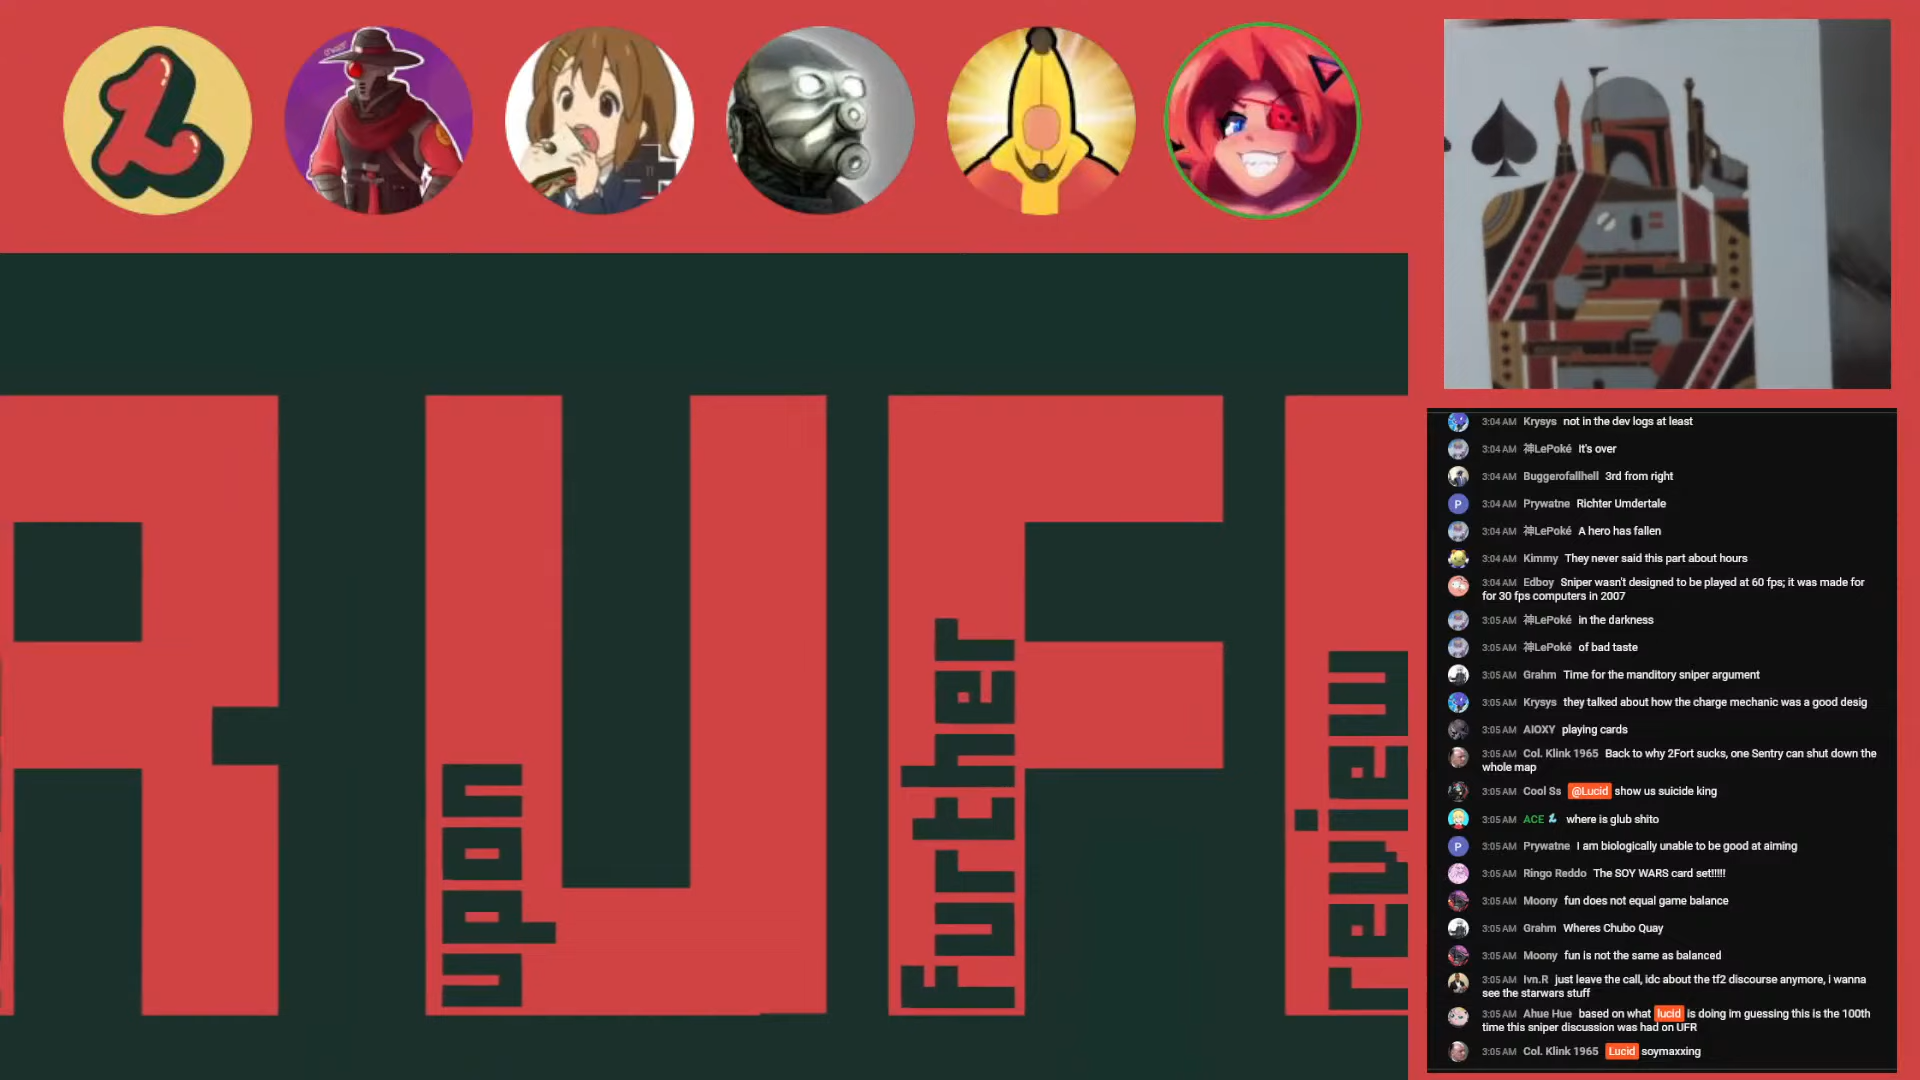 R U F
upon
further
review
3:04 AM Krysys not in the dev logs at least
3:04 AM 神LePoké It's over
3:04 AM Buggerofallhell 3rd from right
P 3:04 AM Prywatne Richter Umdertale
3:04 AM 神LePoké A hero has fallen
3:04 AM Kimmy They never said this part about hours
3:04 AM Edboy Sniper wasn't designed to be played at 60 fps; it was made for
for 30 fps computers in 2007
3:05 AM 神LePoké in the darkness
3:05 AM 神LePoké of bad taste
3:05 AM Grahm Time for the manditory sniper argument
3:05 AM Krysys they talked about how the charge mechanic was a good desig
3:05 AM AIOXY playing cards
3:05 AM Col. Klink 1965 Back to why 2Fort sucks, one Sentry can shut down the
whole map
3:05 AM Cool Ss @Lucid show us suicide king
3:05 AM ACE where is glub shito
P 3:05 AM Prywatne I am biologically unable to be good at aiming
3:05 AM Ringo Reddo The SOY WARS card set!!!!!
3:05 AM Moony fun does not equal game balance
3:05 AM Grahm Wheres Chubo Quay
3:05 AM Moony fun is not the same as balanced
3:05 AM Ivn.R just leave the call, idc about the tf2 discourse anymore, i wanna
see the starwars stuff
3:05 AM Ahue Hue based on what lucid is doing im guessing this is the 100th
time this sniper discussion was had on UFR
3:05 AM Col. Klink 1965 Lucid soymaxxing